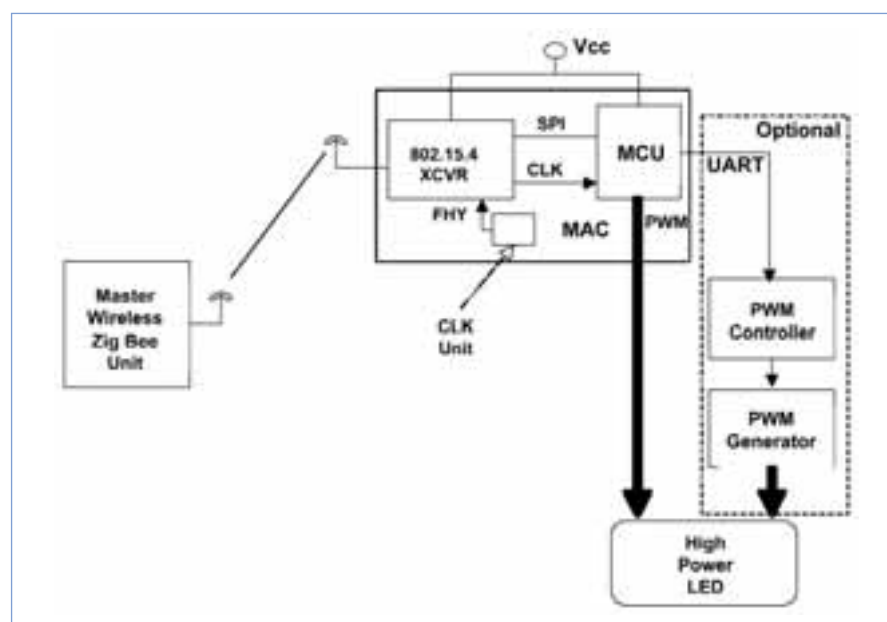 Vcc
Optional
802.15.4
XCVR
SPI
CLK
MCU
UART
FHY
MAC
PWM
CLK
Unit
Master
Wireless
Zig Bee
Unit
PWM
Controller
PWM
Generator
High
Power
LED